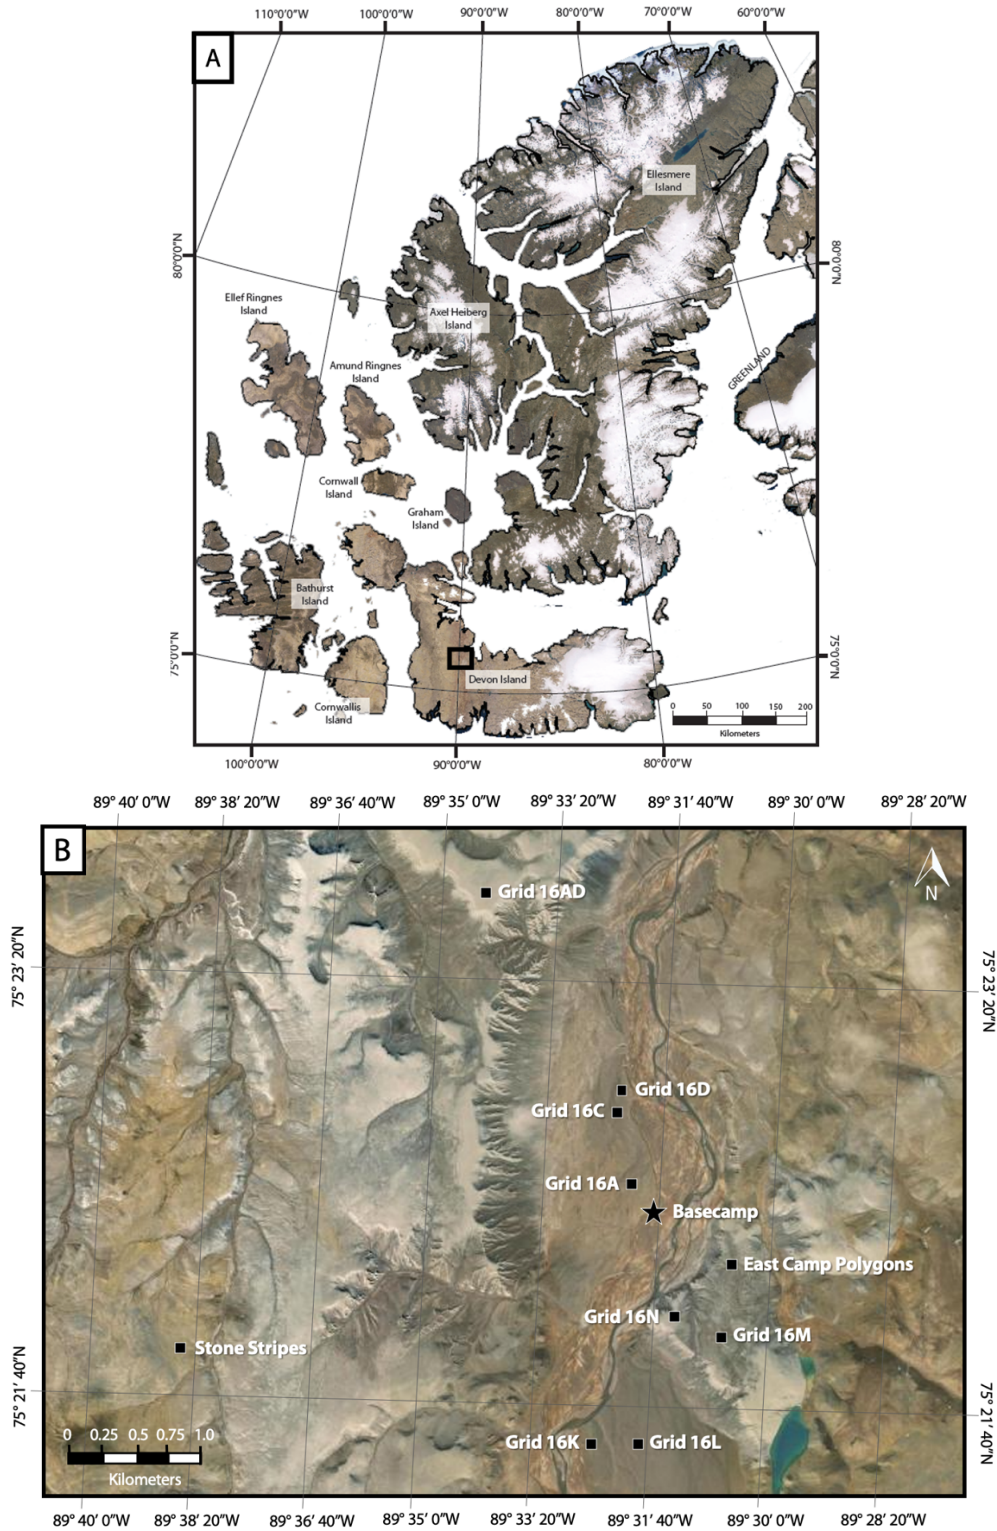 110°0'0"W 100°0'0"W 90°0'0"W 80°0'0"W 70°0'0"W 60°0'0"W
A
Ellesmere
Island
80°0'0"N
80°0'0"N
Ellef Ringnes
Island
Axel Heiberg
Island
Amund Ringnes
Island
GREENLAND
Cornwall
Island
Graham
Island
Bathurst
Island
75°0'0"N
75°0'0"N
Devon Island
Cornwallis
Island
0 50 100 150 200
Kilometers
100°0'0"W 90°0'0"W 80°0'0"W
89° 40' 0"W 89° 38' 20"W 89° 36' 40"W 89° 35' 0"W 89° 33' 20"W 89° 31' 40"W 89° 30' 0"W 89° 28' 20"W
B
N
Grid 16AD
75° 23' 20"N
75° 23' 20"N
Grid 16D
Grid 16C
Grid 16A
Basecamp
East Camp Polygons
Grid 16N
Grid 16M
Stone Stripes
75° 21' 40"N
75° 21' 40"N
0 0.25 0.5 0.75 1.0
Kilometers
Grid 16K
Grid 16L
89° 40' 0"W 89° 38' 20"W 89° 36' 40"W 89° 35' 0"W 89° 33' 20"W 89° 31' 40"W 89° 30' 0"W 89° 28' 20"W